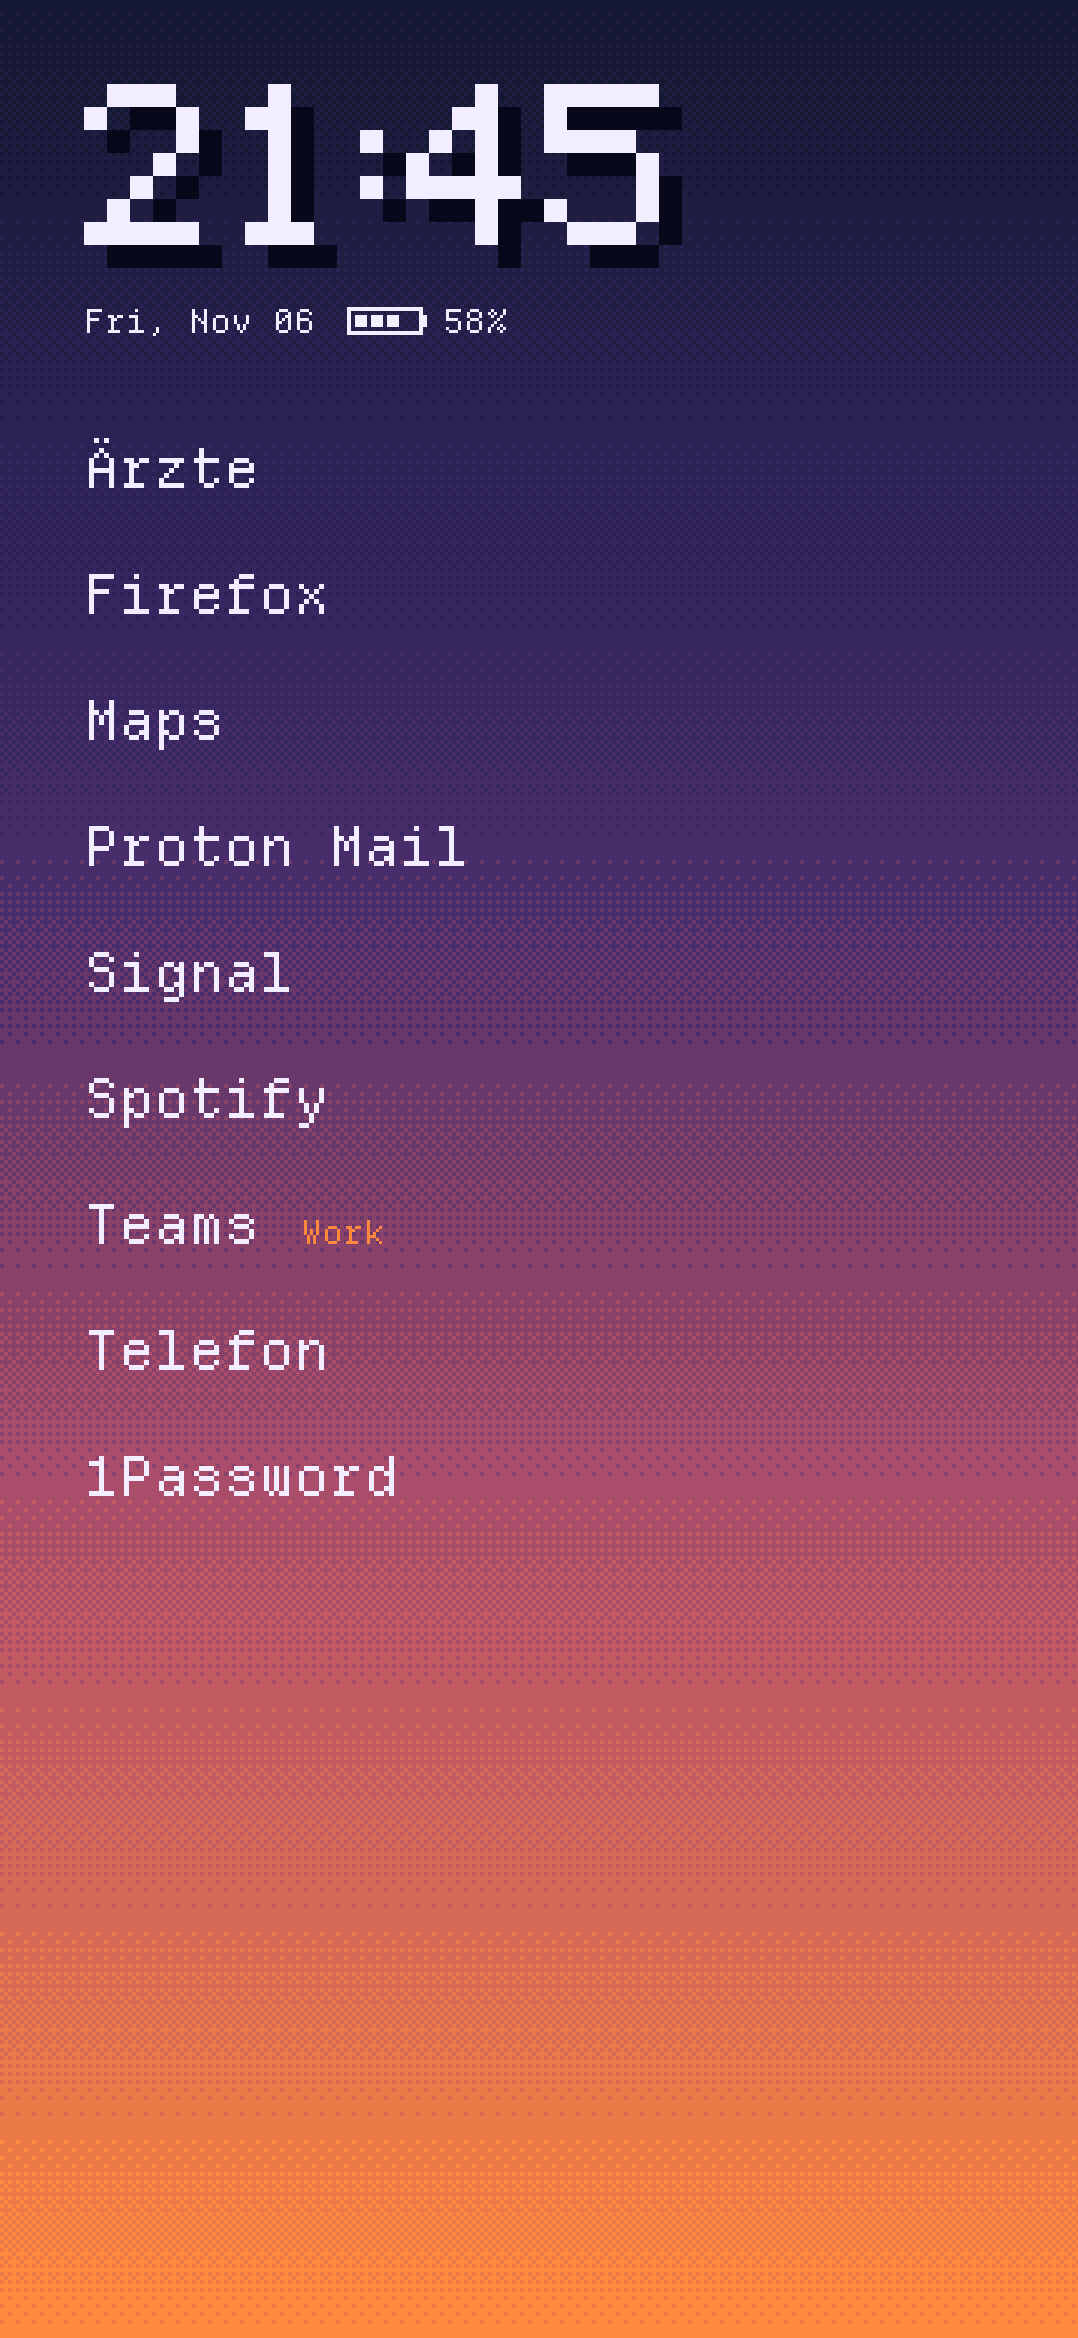 21:45
Fri, Nov 06 58%
Ärzte
Firefox
Maps
Proton Mail
Signal
Spotify
Teams Work
Telefon
1Password